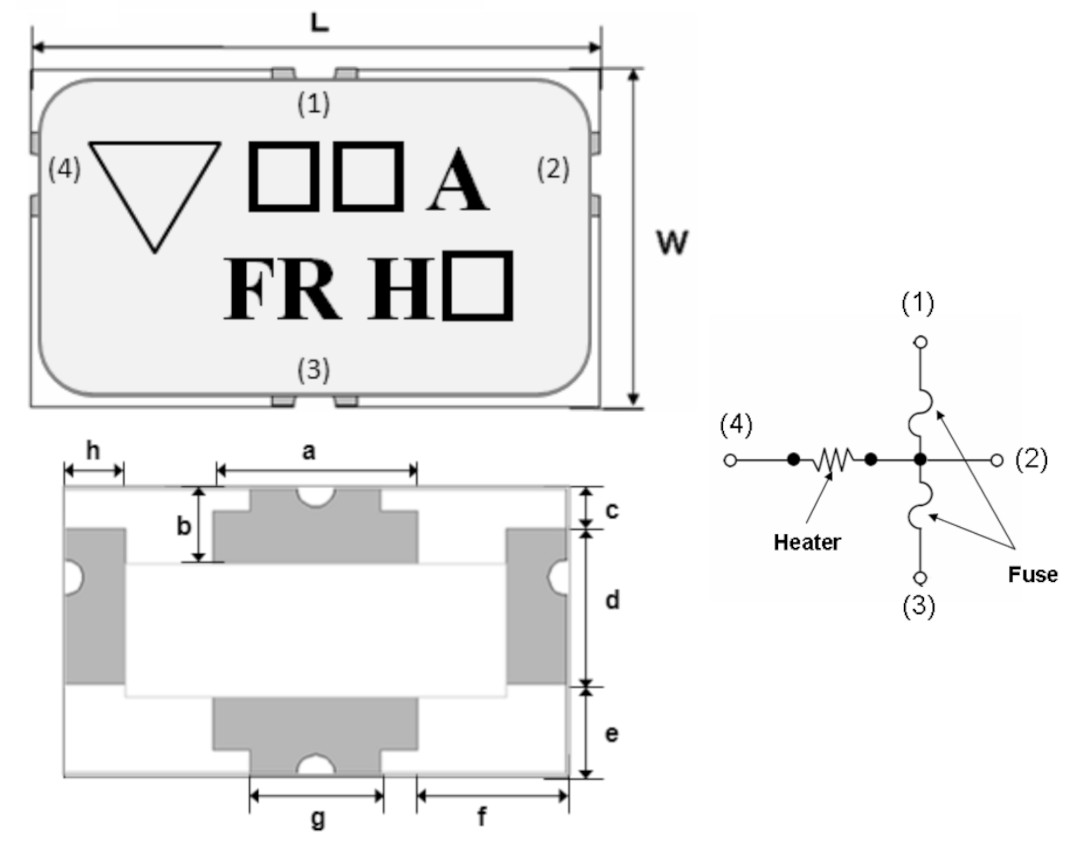 L
(1)
(4) □□ A (2)
FR H□
(3)
W
h
a
b
c
d
e
g
f
(1)
(4)
(2)
Heater
Fuse
(3)